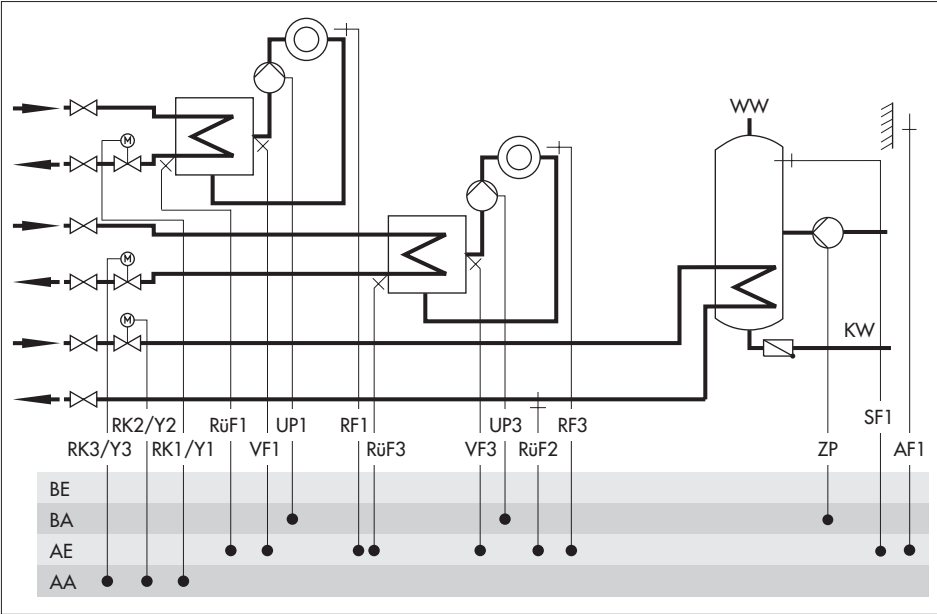 M
WW
M
M
KW
RK2/Y2 RüF1 UP1 RF1 UP3 RF3 SF1
RK3/Y3 RK1/Y1 VF1 RüF3 VF3 RüF2 ZP AF1
BE
BA
AE
AA